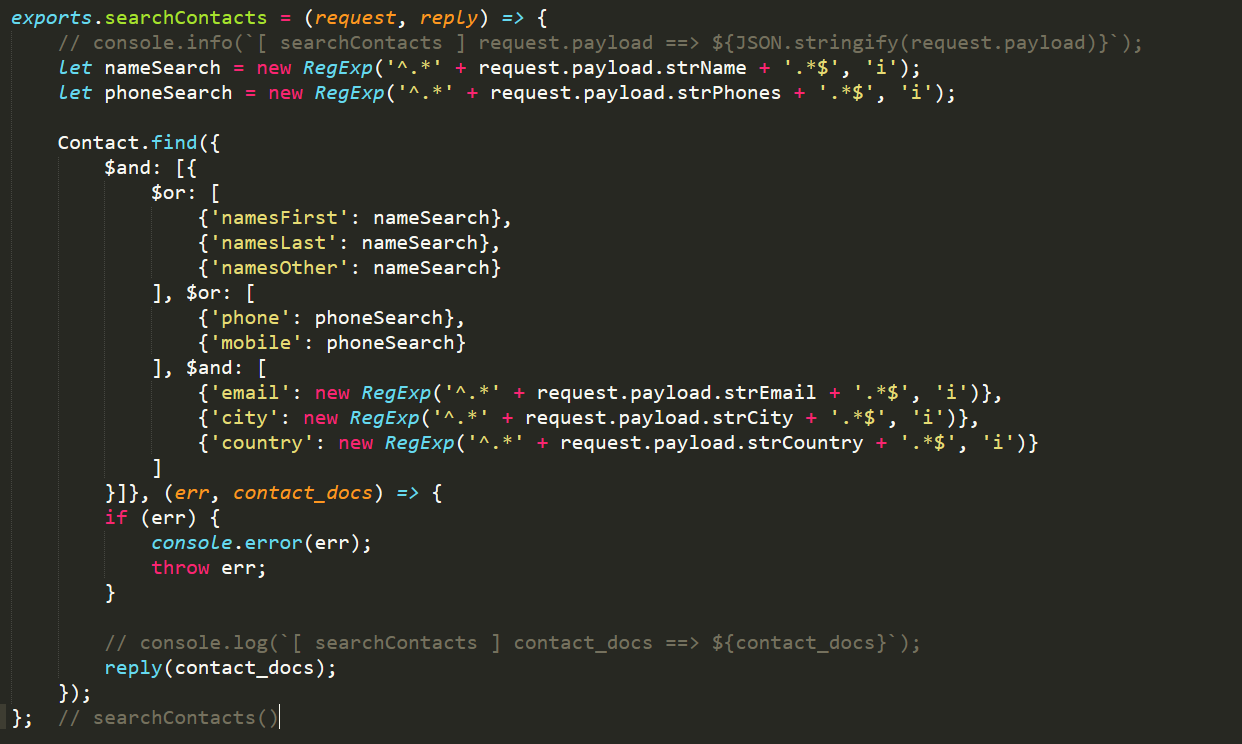 exports.searchContacts = (request, reply) => {
    // console.info(`[ searchContacts ] request.payload ==> ${JSON.stringify(request.payload)}`);
    let nameSearch = new RegExp('^.*' + request.payload.strName + '.*$', 'i');
    let phoneSearch = new RegExp('^.*' + request.payload.strPhones + '.*$', 'i');

    Contact.find({
        $and: [{
            $or: [
                {'namesFirst': nameSearch},
                {'namesLast': nameSearch},
                {'namesOther': nameSearch}
            ], $or: [
                {'phone': phoneSearch},
                {'mobile': phoneSearch}
            ], $and: [
                {'email': new RegExp('^.*' + request.payload.strEmail + '.*$', 'i')},
                {'city': new RegExp('^.*' + request.payload.strCity + '.*$', 'i')},
                {'country': new RegExp('^.*' + request.payload.strCountry + '.*$', 'i')}
            ]
        }]}, (err, contact_docs) => {
        if (err) {
            console.error(err);
            throw err;
        }

        // console.log(`[ searchContacts ] contact_docs ==> ${contact_docs}`);
        reply(contact_docs);
    });
};  // searchContacts()